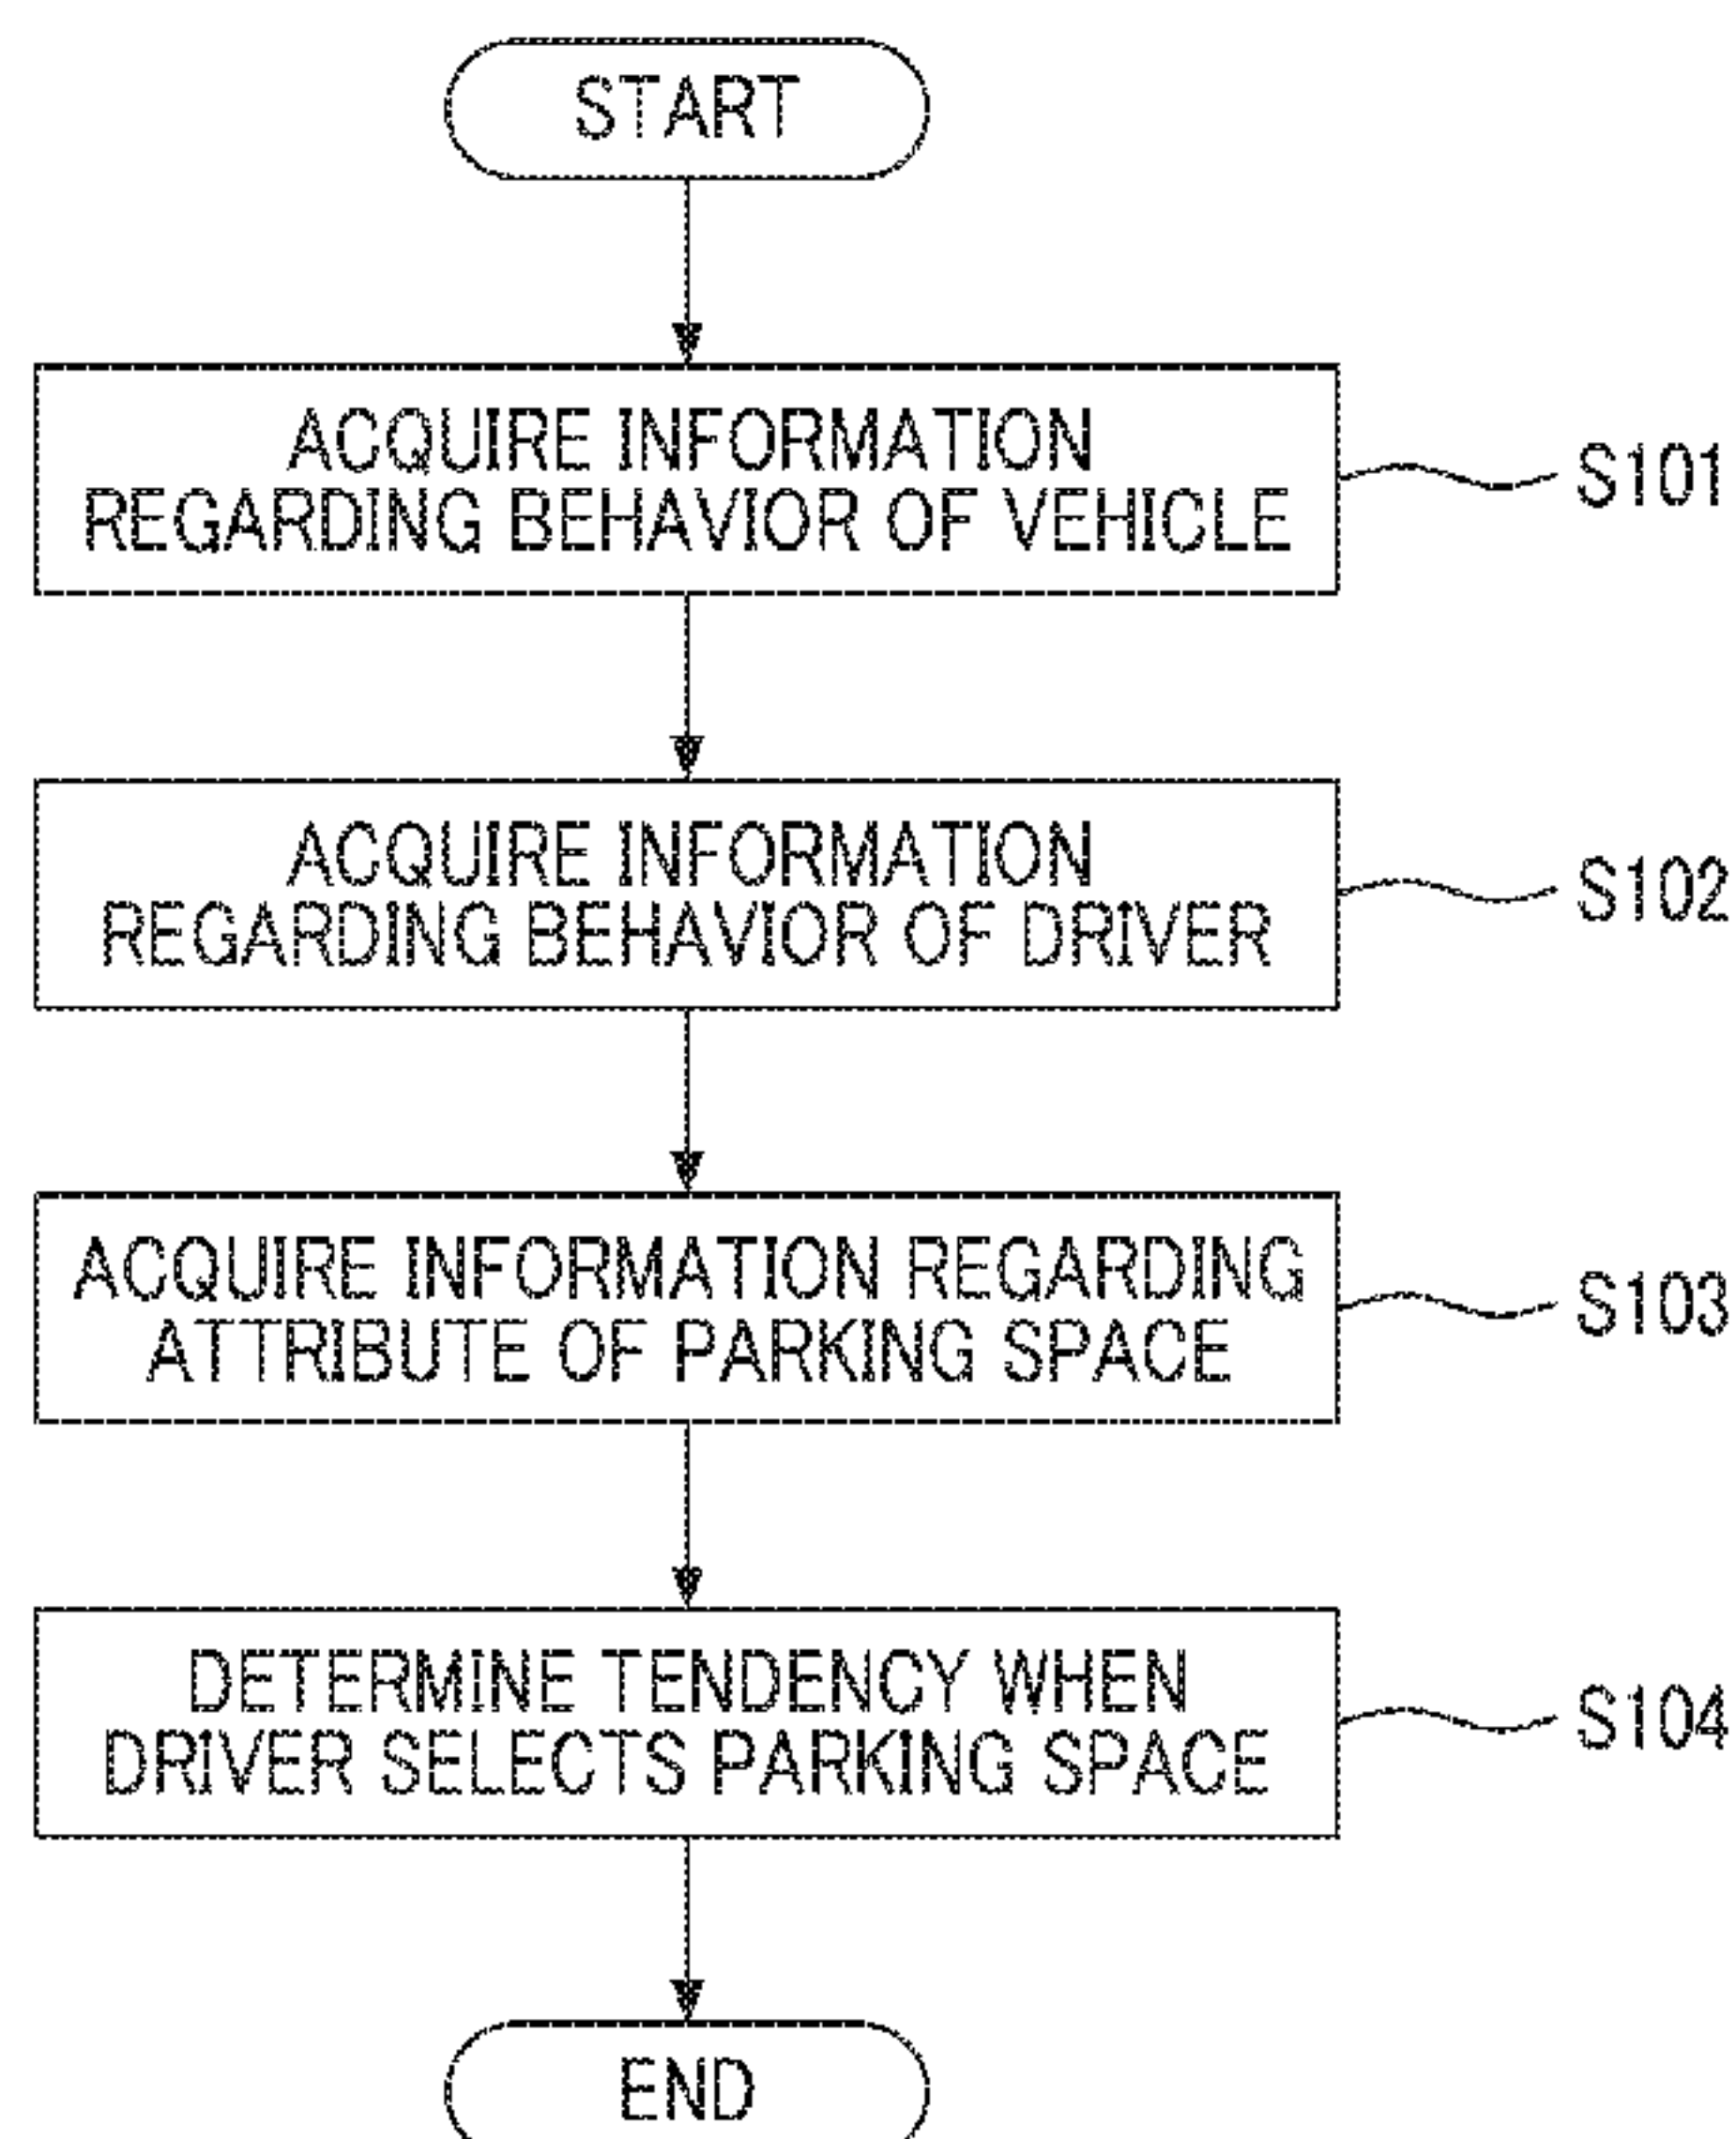 START
ACQUIRE INFORMATION
REGARDING BEHAVIOR OF VEHICLE
S101
ACQUIRE INFORMATION
REGARDING BEHAVIOR OF DRIVER
S102
ACQUIRE INFORMATION REGARDING
ATTRIBUTE OF PARKING SPACE
S103
DETERMINE TENDENCY WHEN
DRIVER SELECTS PARKING SPACE
S104
END